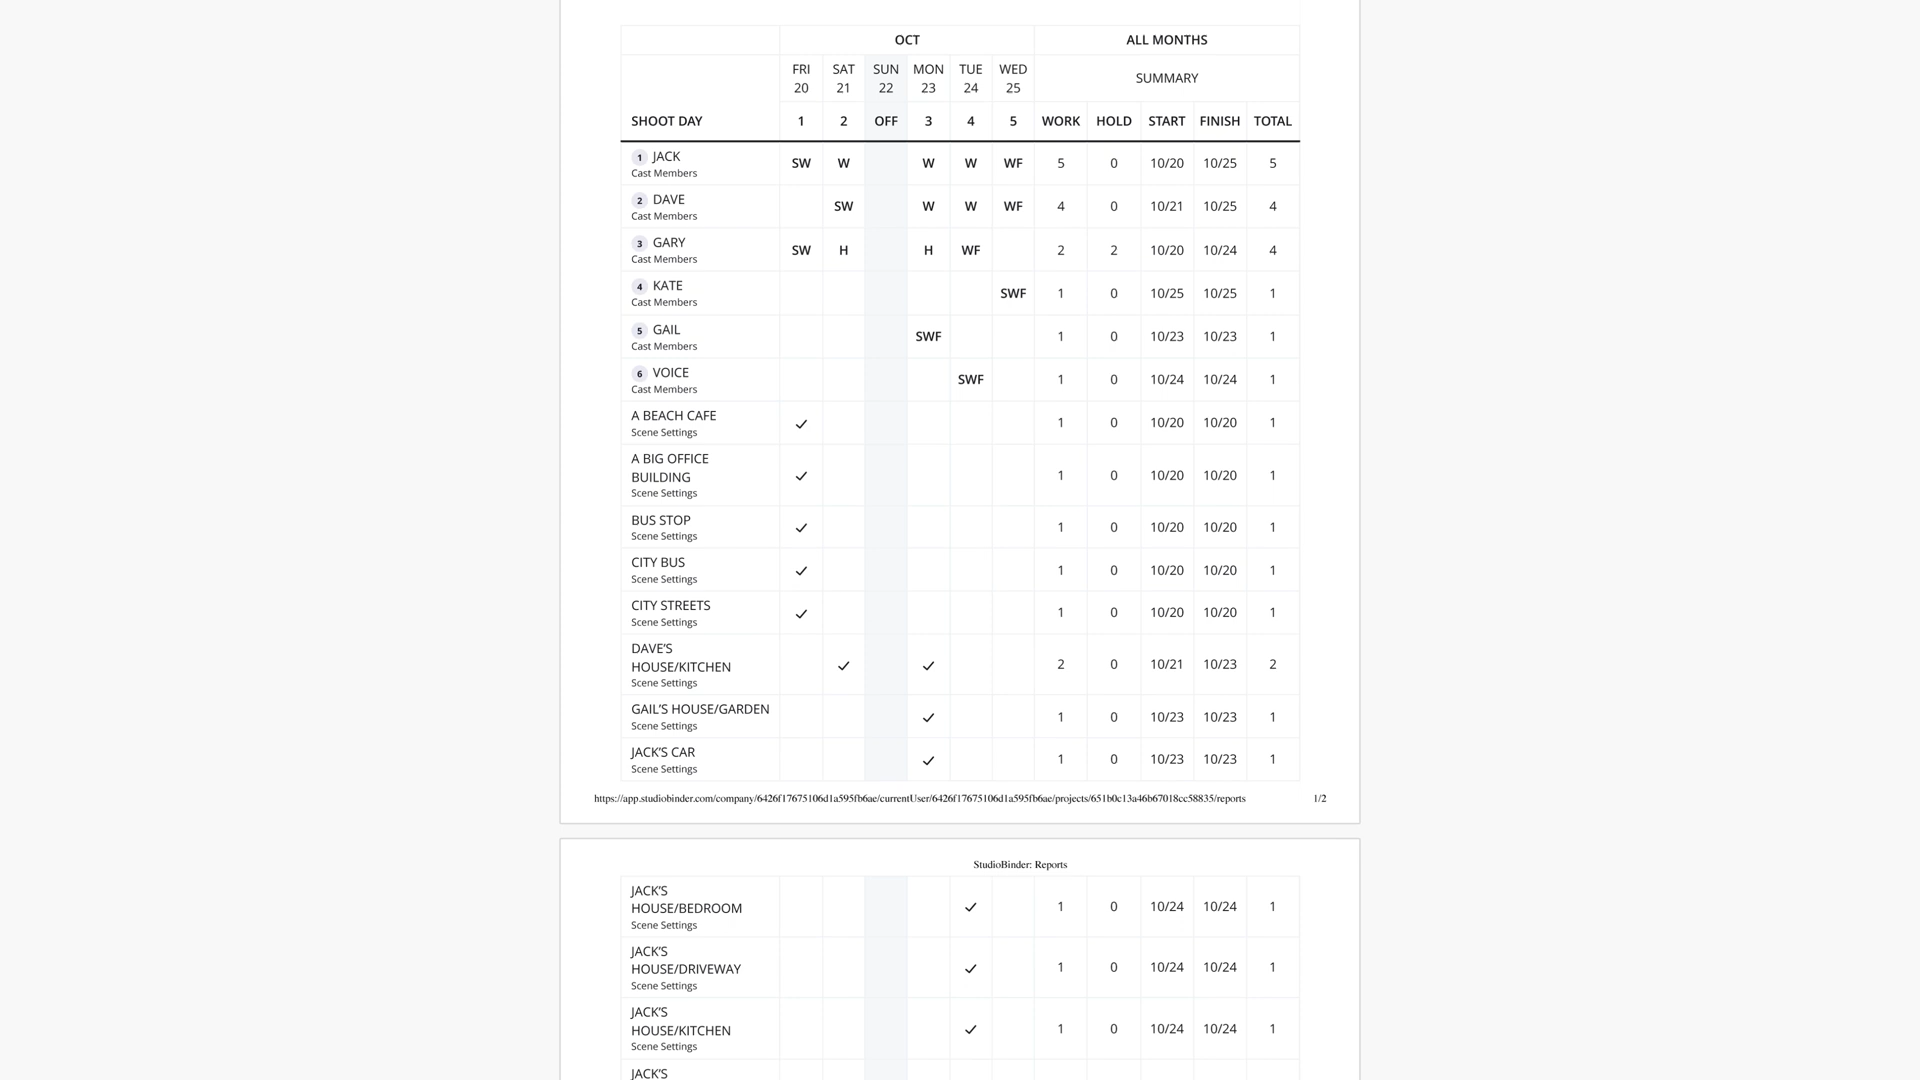 OCT ALL MONTHS
FRI SAT SUN MON TUE WED
20 21 22 23 24 25 SUMMARY
SHOOT DAY 1 2 OFF 3 4 5 WORK HOLD START FINISH TOTAL
1 JACK SW W W W WF 5 0 10/20 10/25 5
Cast Members
2 DAVE SW W W WF 4 0 10/21 10/25 4
Cast Members
3 GARY SW H H WF 2 2 10/20 10/24 4
Cast Members
4 KATE SWF 1 0 10/25 10/25 1
Cast Members
5 GAIL SWF 1 0 10/23 10/23 1
Cast Members
6 VOICE SWF 1 0 10/24 10/24 1
Cast Members
A BEACH CAFE ✓ 1 0 10/20 10/20 1
Scene Settings
A BIG OFFICE
BUILDING ✓ 1 0 10/20 10/20 1
Scene Settings
BUS STOP ✓ 1 0 10/20 10/20 1
Scene Settings
CITY BUS ✓ 1 0 10/20 10/20 1
Scene Settings
CITY STREETS ✓ 1 0 10/20 10/20 1
Scene Settings
DAVE'S
HOUSE/KITCHEN ✓ ✓ 2 0 10/21 10/23 2
Scene Settings
GAIL'S HOUSE/GARDEN ✓ 1 0 10/23 10/23 1
Scene Settings
JACK'S CAR ✓ 1 0 10/23 10/23 1
Scene Settings
https://app.studiobinder.com/company/6426f17675106d1a595fb6ae/currentUser/6426f17675106d1a595fb6ae/projects/651b0c13a46b67018cc58835/reports 1/2
StudioBinder: Reports
JACK'S
HOUSE/BEDROOM ✓ 1 0 10/24 10/24 1
Scene Settings
JACK'S
HOUSE/DRIVEWAY ✓ 1 0 10/24 10/24 1
Scene Settings
JACK'S
HOUSE/KITCHEN ✓ 1 0 10/24 10/24 1
Scene Settings
JACK'S